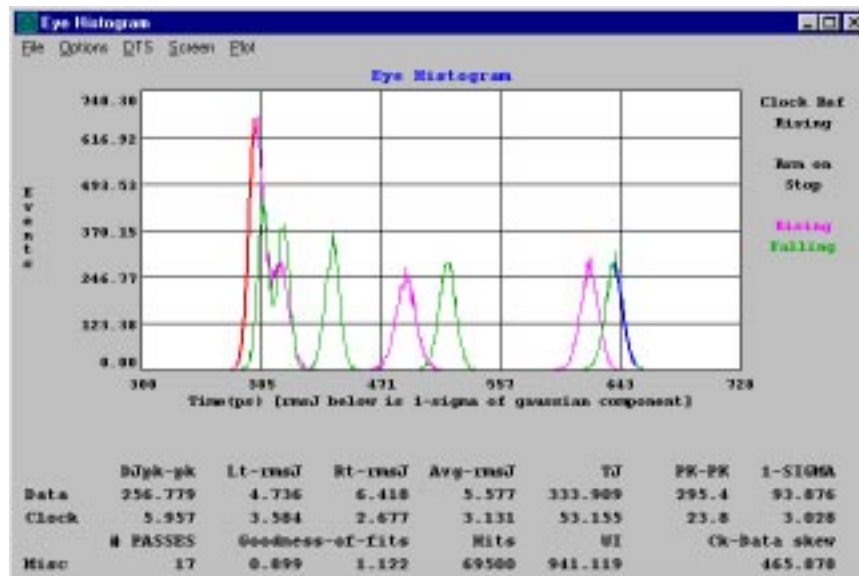 Eye Histogram
File Options DTS Screen Plot
Eye Histogram
740.30
616.92
493.53
370.15
246.77
123.38
0.00
Events
300 385 471 557 643 728
Time(ps) [rmsJ below is 1-sigma of gaussian component]
Clock Ref
Rising
Arm on
Stop
Rising
Falling
DJpk-pk Lt-rmsJ Rt-rmsJ Avg-rmsJ TJ PK-PK 1-SIGMA
Data 256.779 4.736 6.418 5.577 333.909 295.4 93.876
Clock 5.957 3.584 2.677 3.131 53.155 23.8 3.028
# PASSES Goodness-of-fits Hits UI Ck-Data skew
Misc 17 0.899 1.122 69500 941.119 465.870